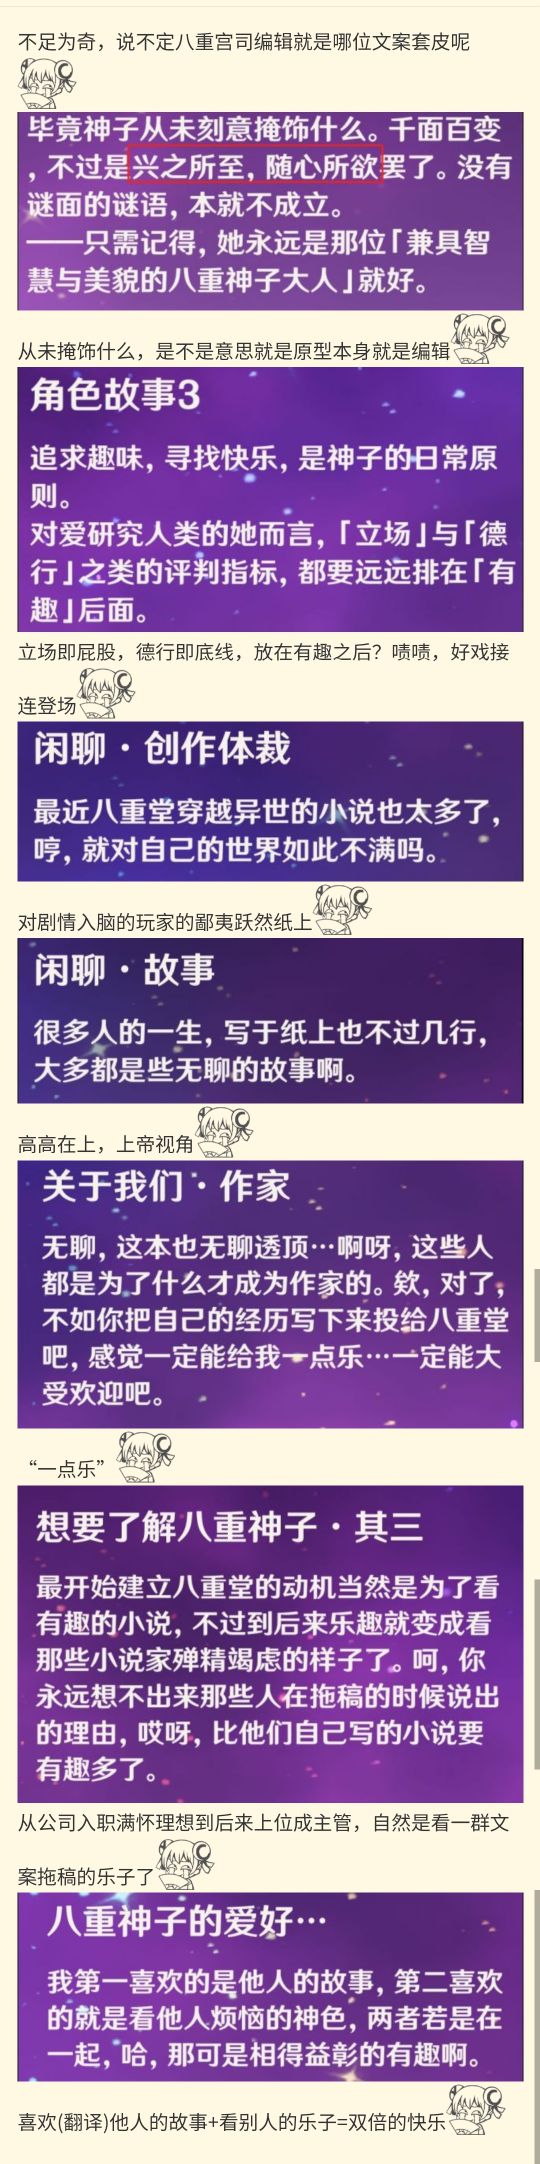 不足为奇，说不定八重宫司编辑就是哪位文案套皮呢
毕竟神子从未刻意掩饰什么。千面百变
，不过是兴之所至，随心所欲罢了。没有
谜面的谜语，本就不成立。
——只需记得，她永远是那位「兼具智
慧与美貌的八重神子大人」就好。
从未掩饰什么，是不是意思就是原型本身就是编辑
角色故事3
追求趣味，寻找快乐，是神子的日常原
则。
对爱研究人类的她而言，「立场」与「德
行」之类的评判指标，都要远远排在「有
趣」后面。
立场即屁股，德行即底线，放在有趣之后？啧啧，好戏接
连登场
闲聊·创作体裁
最近八重堂穿越异世的小说也太多了，
哼，就对自己的世界如此不满吗。
对剧情入脑的玩家的鄙夷跃然纸上
闲聊·故事
很多人的一生，写于纸上也不过几行，
大多都是些无聊的故事啊。
高高在上，上帝视角
关于我们·作家
无聊，这本也无聊透顶…啊呀，这些人
都是为了什么才成为作家的。欸，对了，
不如你把自己的经历写下来投给八重堂
吧，感觉一定能给我一点乐…一定能大
受欢迎吧。
“一点乐”
想要了解八重神子·其三
最开始建立八重堂的动机当然是为了看
有趣的小说，不过到后来乐趣就变成看
那些小说家殚精竭虑的样子了。呵，你
永远想不出来那些人在拖稿的时候说出
的理由，哎呀，比他们自己写的小说要
有趣多了。
从公司入职满怀理想到后来上位成主管，自然是看一群文
案拖稿的乐子了
八重神子的爱好…
我第一喜欢的是他人的故事，第二喜欢
的就是看他人烦恼的神色，两者若是在
一起，哈，那可是相得益彰的有趣啊。
喜欢(翻译)他人的故事+看别人的乐子=双倍的快乐